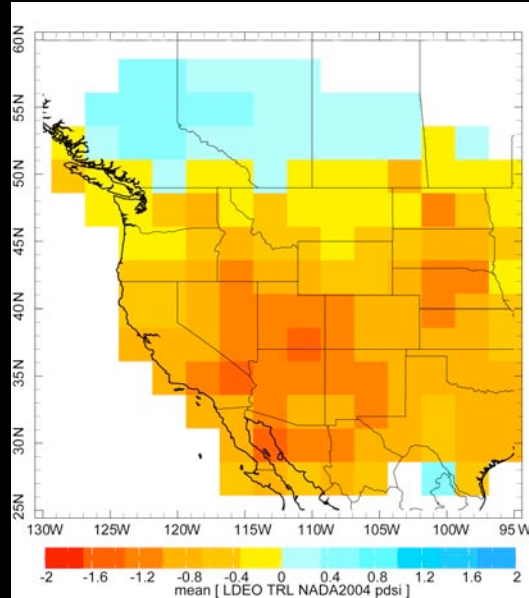 60N
55N
50N
45N
40N
35N
30N
25N
130W 120W 115W 110W 105W 100W 95W
-2 -1.6 -1.2 -0.8 -0.4 0 0.4 0.8 1.2 1.6 2
mean [ LDEO TRL NADA2004 pdsi ]